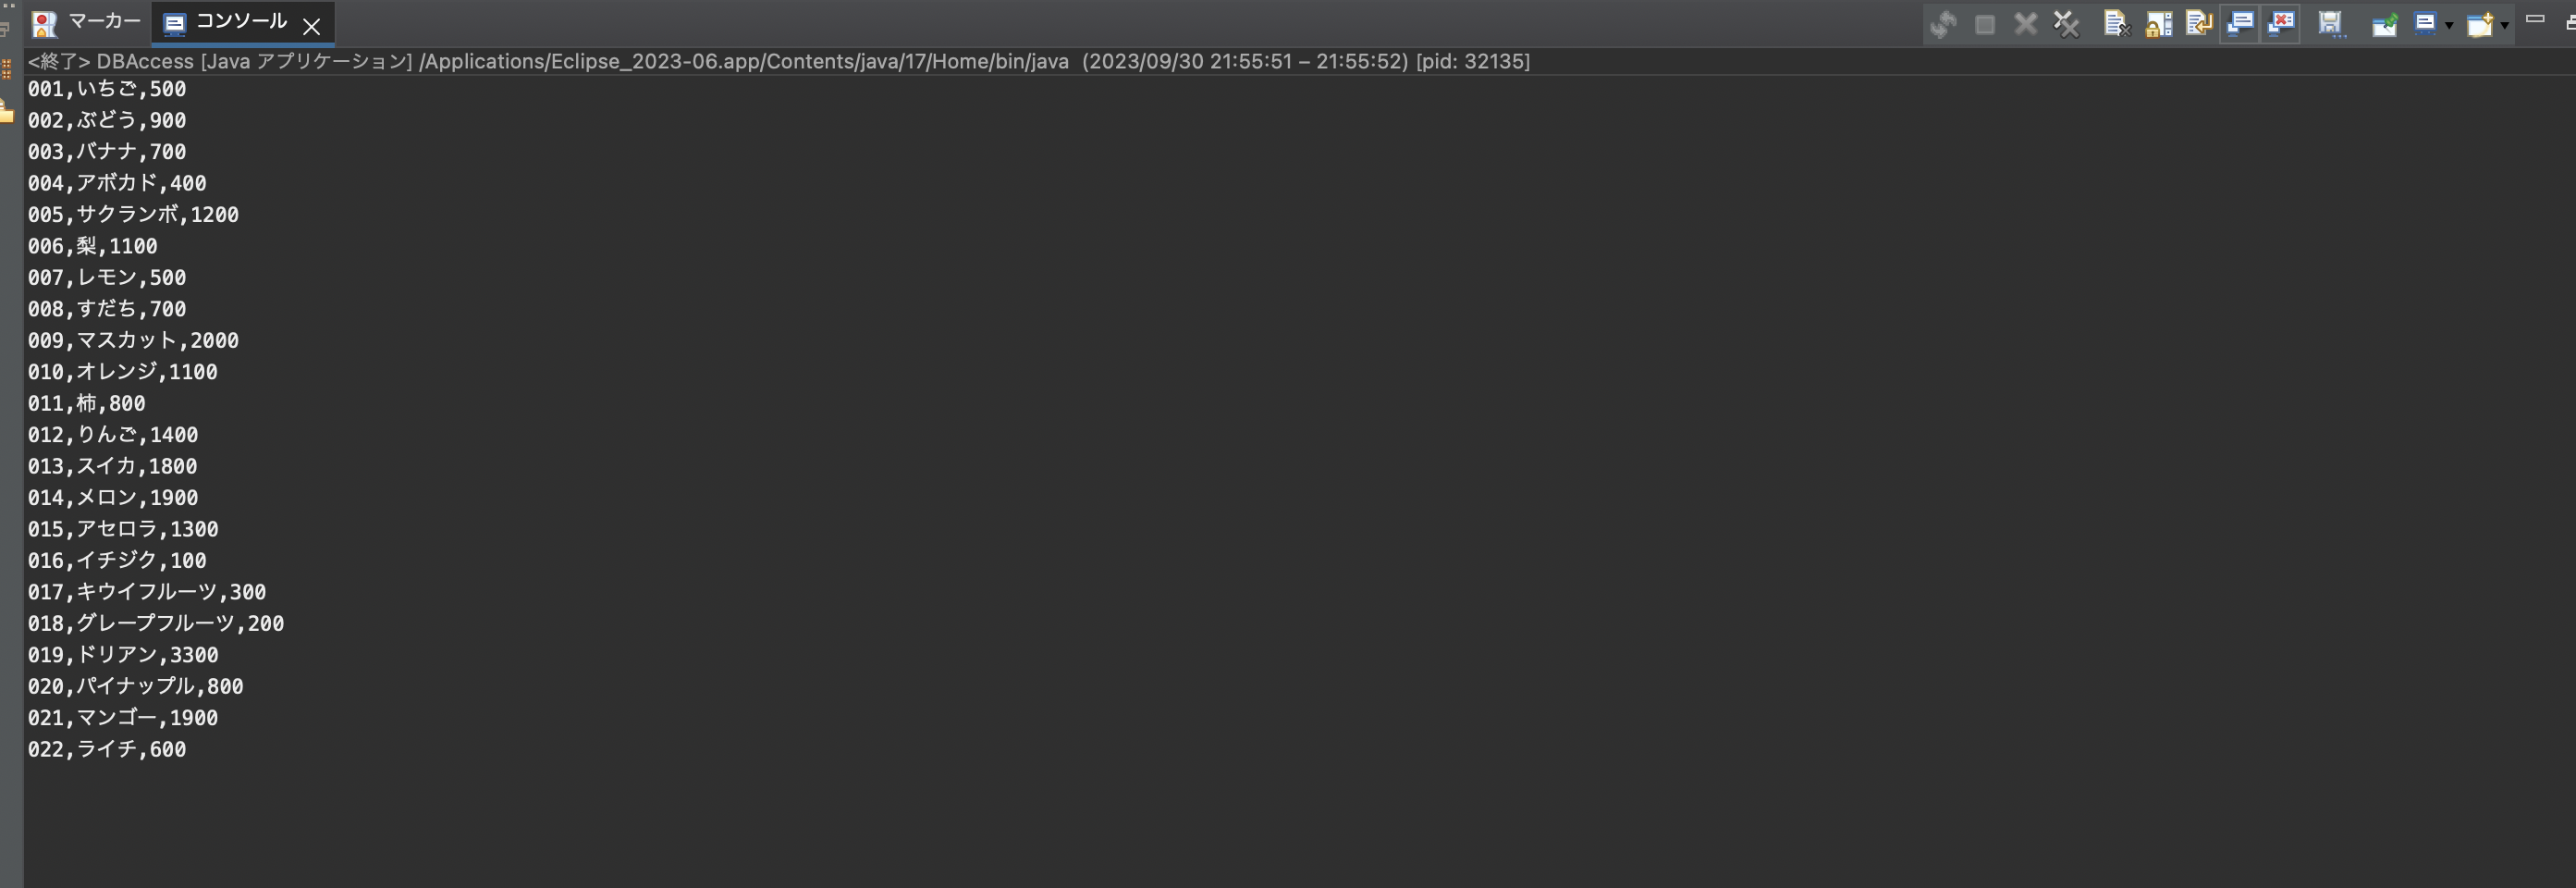 マーカー コンソール
<終了> DBAccess [Java アプリケーション] /Applications/Eclipse_2023-06.app/Contents/java/17/Home/bin/java (2023/09/30 21:55:51 – 21:55:52) [pid: 32135]
001,いちご,500
002,ぶどう,900
003,バナナ,700
004,アボカド,400
005,サクランボ,1200
006,梨,1100
007,レモン,500
008,すだち,700
009,マスカット,2000
010,オレンジ,1100
011,柿,800
012,りんご,1400
013,スイカ,1800
014,メロン,1900
015,アセロラ,1300
016,イチジク,100
017,キウイフルーツ,300
018,グレープフルーツ,200
019,ドリアン,3300
020,パイナップル,800
021,マンゴー,1900
022,ライチ,600